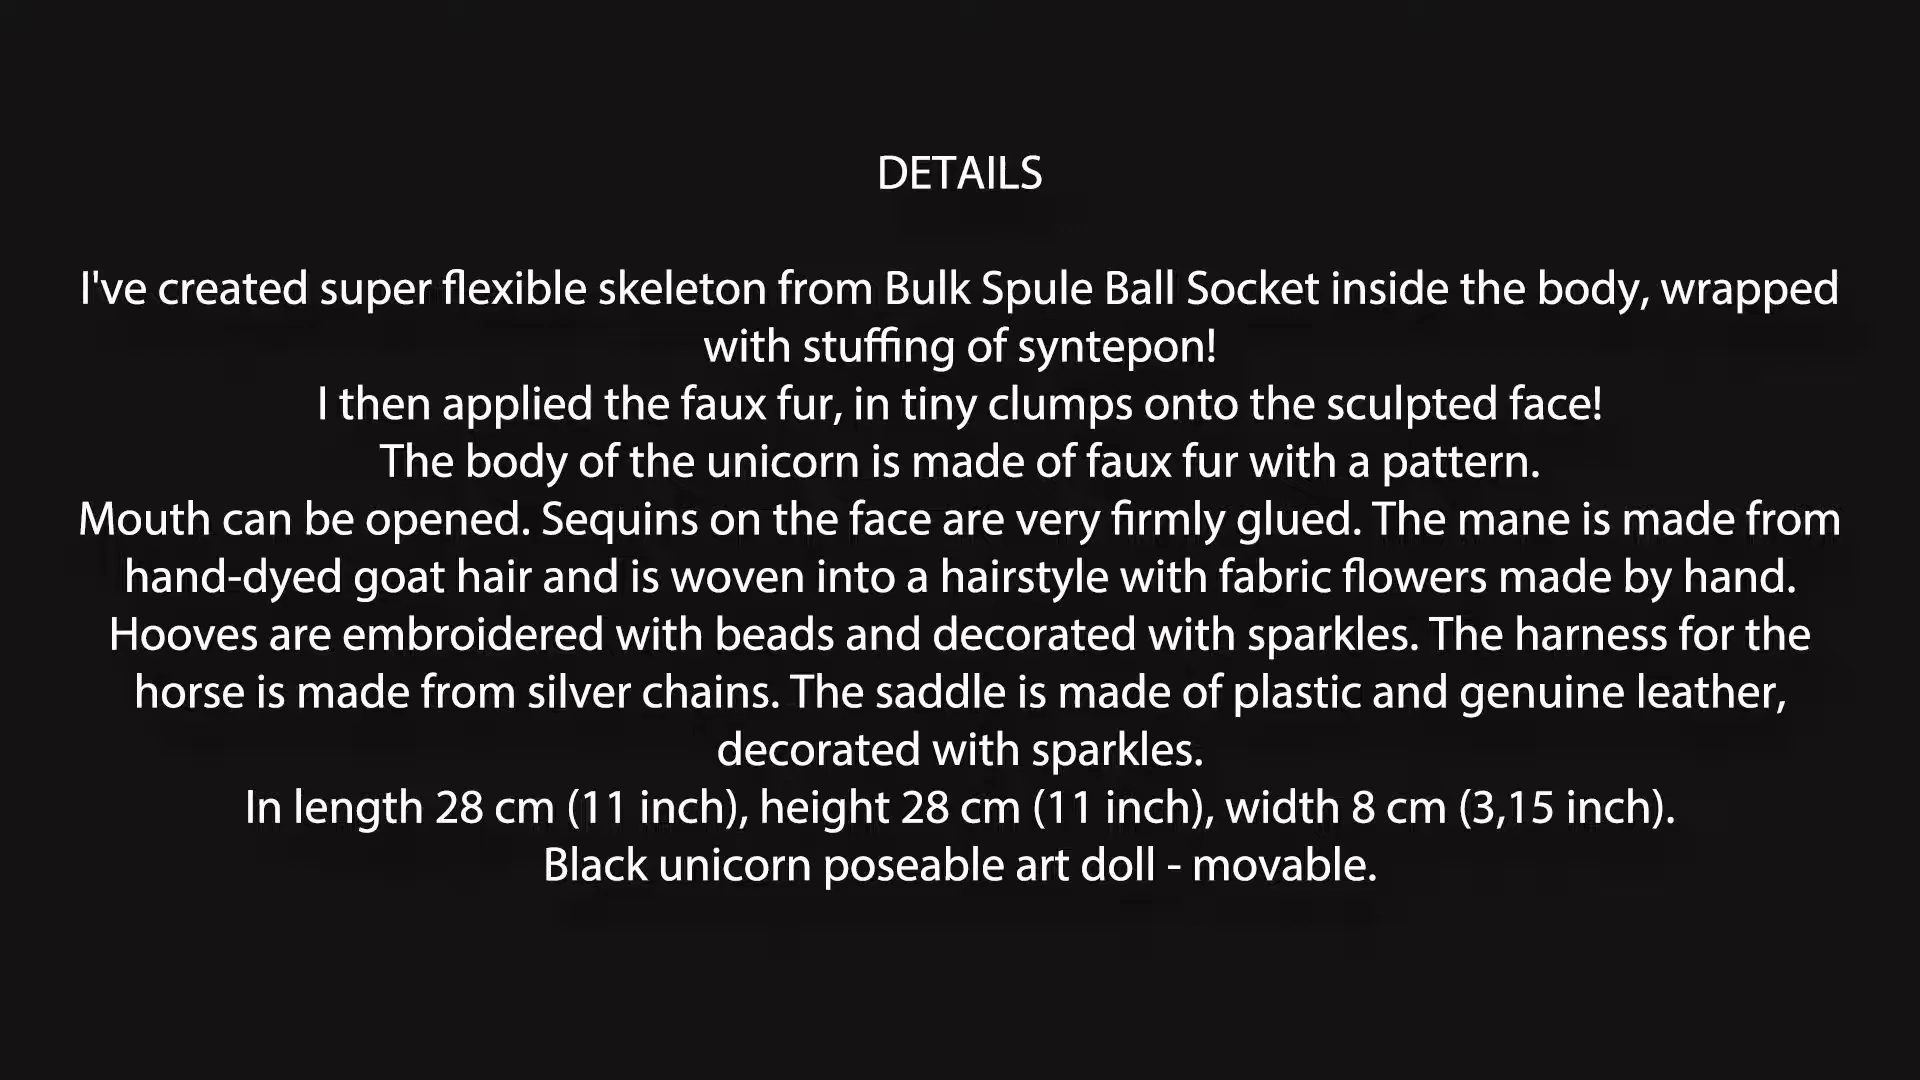 DETAILS
I've created super flexible skeleton from Bulk Spule Ball Socket inside the body, wrapped
with stuffing of syntepon!
I then applied the faux fur, in tiny clumps onto the sculpted face!
The body of the unicorn is made of faux fur with a pattern.
Mouth can be opened. Sequins on the face are very firmly glued. The mane is made from
hand-dyed goat hair and is woven into a hairstyle with fabric flowers made by hand.
Hooves are embroidered with beads and decorated with sparkles. The harness for the
horse is made from silver chains. The saddle is made of plastic and genuine leather,
decorated with sparkles.
In length 28 cm (11 inch), height 28 cm (11 inch), width 8 cm (3,15 inch).
Black unicorn poseable art doll - movable.